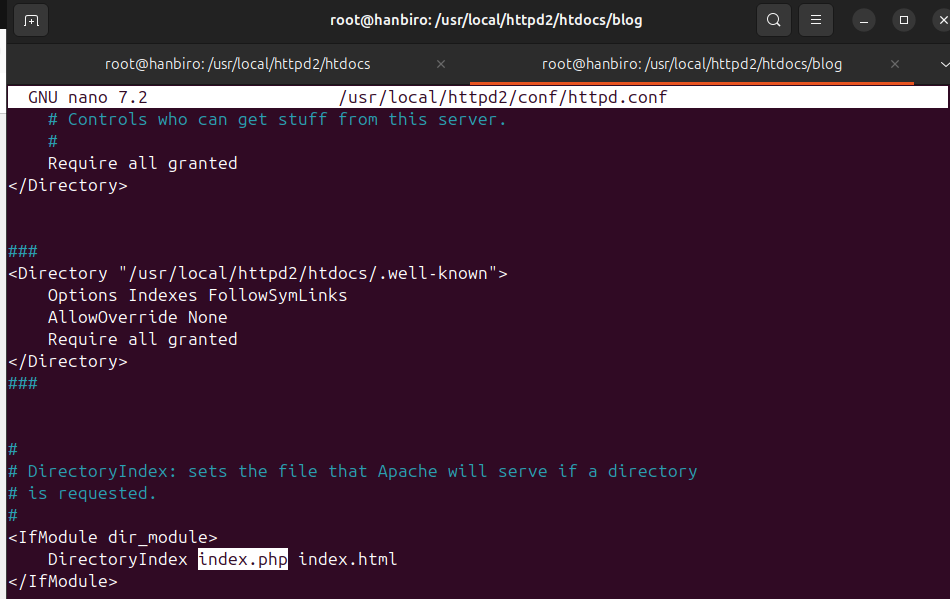 root@hanbiro: /usr/local/httpd2/htdocs/blog
root@hanbiro: /usr/local/httpd2/htdocs
root@hanbiro: /usr/local/httpd2/htdocs/blog
GNU nano 7.2 /usr/local/httpd2/conf/httpd.conf
# Controls who can get stuff from this server.
#
Require all granted
</Directory>
###
<Directory "/usr/local/httpd2/htdocs/.well-known">
Options Indexes FollowSymLinks
AllowOverride None
Require all granted
</Directory>
###
#
# DirectoryIndex: sets the file that Apache will serve if a directory
# is requested.
#
<IfModule dir_module>
DirectoryIndex index.php index.html
</IfModule>